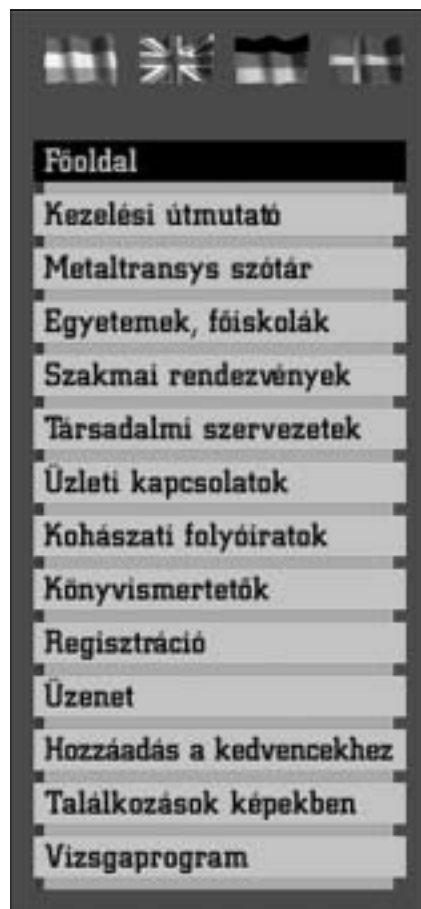 Főoldal
Kezelési útmutató
Metaltransys szótár
Egyetemek, főiskolák
Szakmai rendezvények
Társadalmi szervezetek
Üzleti kapcsolatok
Kohászati folyóiratok
Könyvismertetők
Regisztráció
Üzenet
Hozzáadás a kedvencekhez
Találkozások képekben
Vizsgaprogram